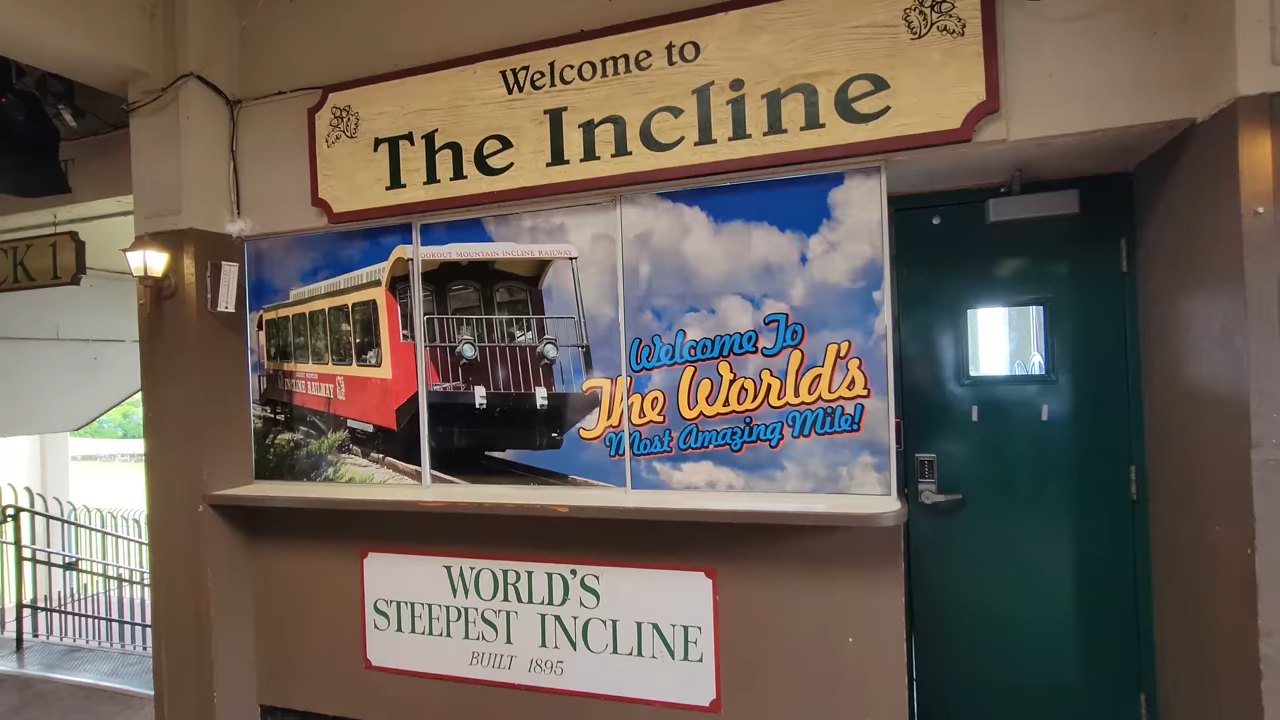 Welcome to
The Incline
CK 1
OOKOUT MOUNTAIN INCLINE RAILWAY
INCLINE RAILWAY
Welcome To
The World's
Most Amazing Mile!
WORLD'S
STEEPEST INCLINE
BUILT 1895